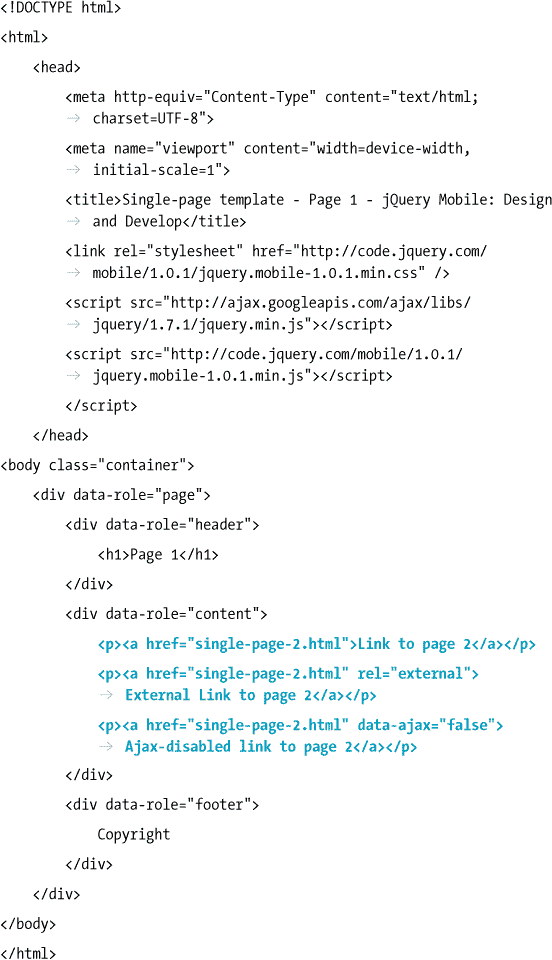 <!DOCTYPE html>
<html>
<head>
<meta http-equiv="Content-Type" content="text/html;
→ charset=UTF-8">
<meta name="viewport" content="width=device-width,
→ initial-scale=1">
<title>Single-page template - Page 1 - jQuery Mobile: Design
→ and Develop</title>
<link rel="stylesheet" href="http://code.jquery.com/
→ mobile/1.0.1/jquery.mobile-1.0.1.min.css" />
<script src="http://ajax.googleapis.com/ajax/libs/
→ jquery/1.7.1/jquery.min.js"></script>
<script src="http://code.jquery.com/mobile/1.0.1/
→ jquery.mobile-1.0.1.min.js"></script>
</script>
</head>
<body class="container">
<div data-role="page">
<div data-role="header">
<h1>Page 1</h1>
</div>
<div data-role="content">
<p><a href="single-page-2.html">Link to page 2</a></p>
<p><a href="single-page-2.html" rel="external">
→ External Link to page 2</a></p>
<p><a href="single-page-2.html" data-ajax="false">
→ Ajax-disabled link to page 2</a></p>
</div>
<div data-role="footer">
Copyright
</div>
</div>
</body>
</html>